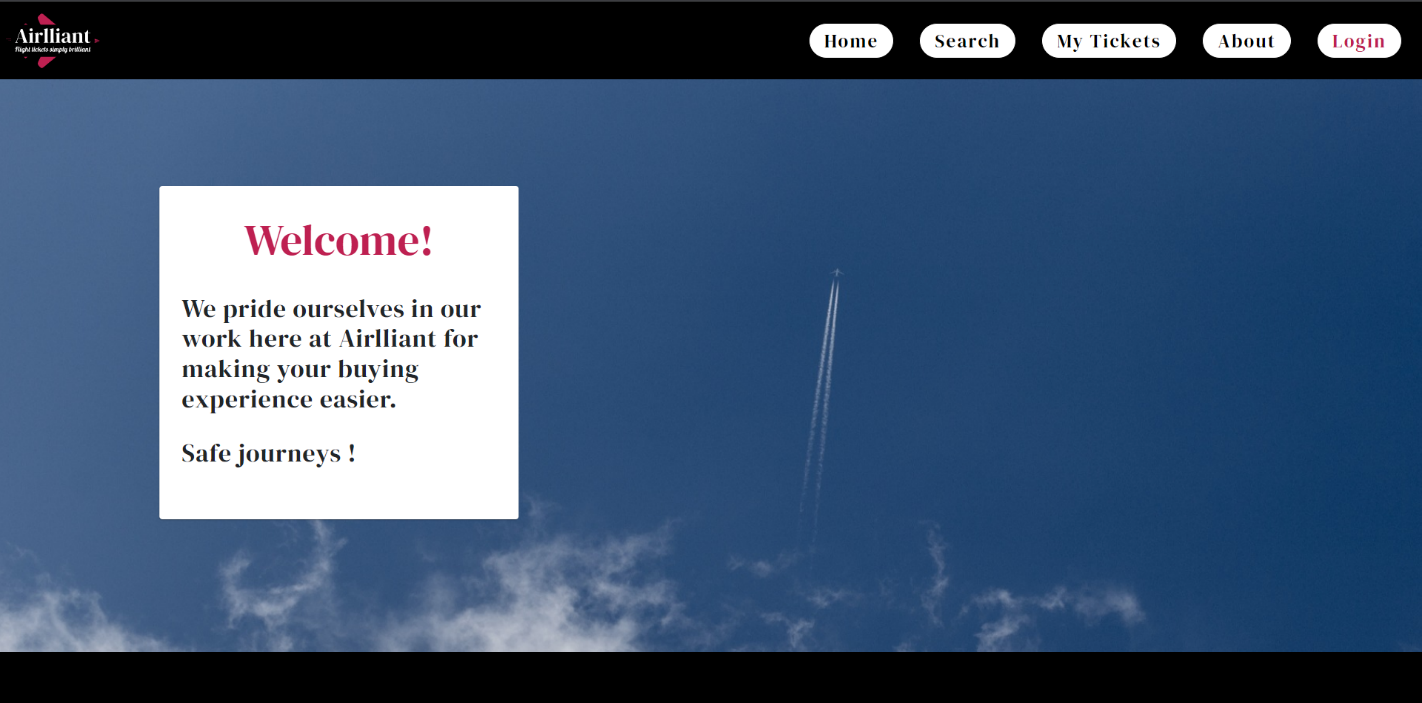 Airlliant
Flight tickets simply brilliant
Home
Search
My Tickets
About
Login
Welcome!
We pride ourselves in our
work here at Airlliant for
making your buying
experience easier.
Safe journeys !